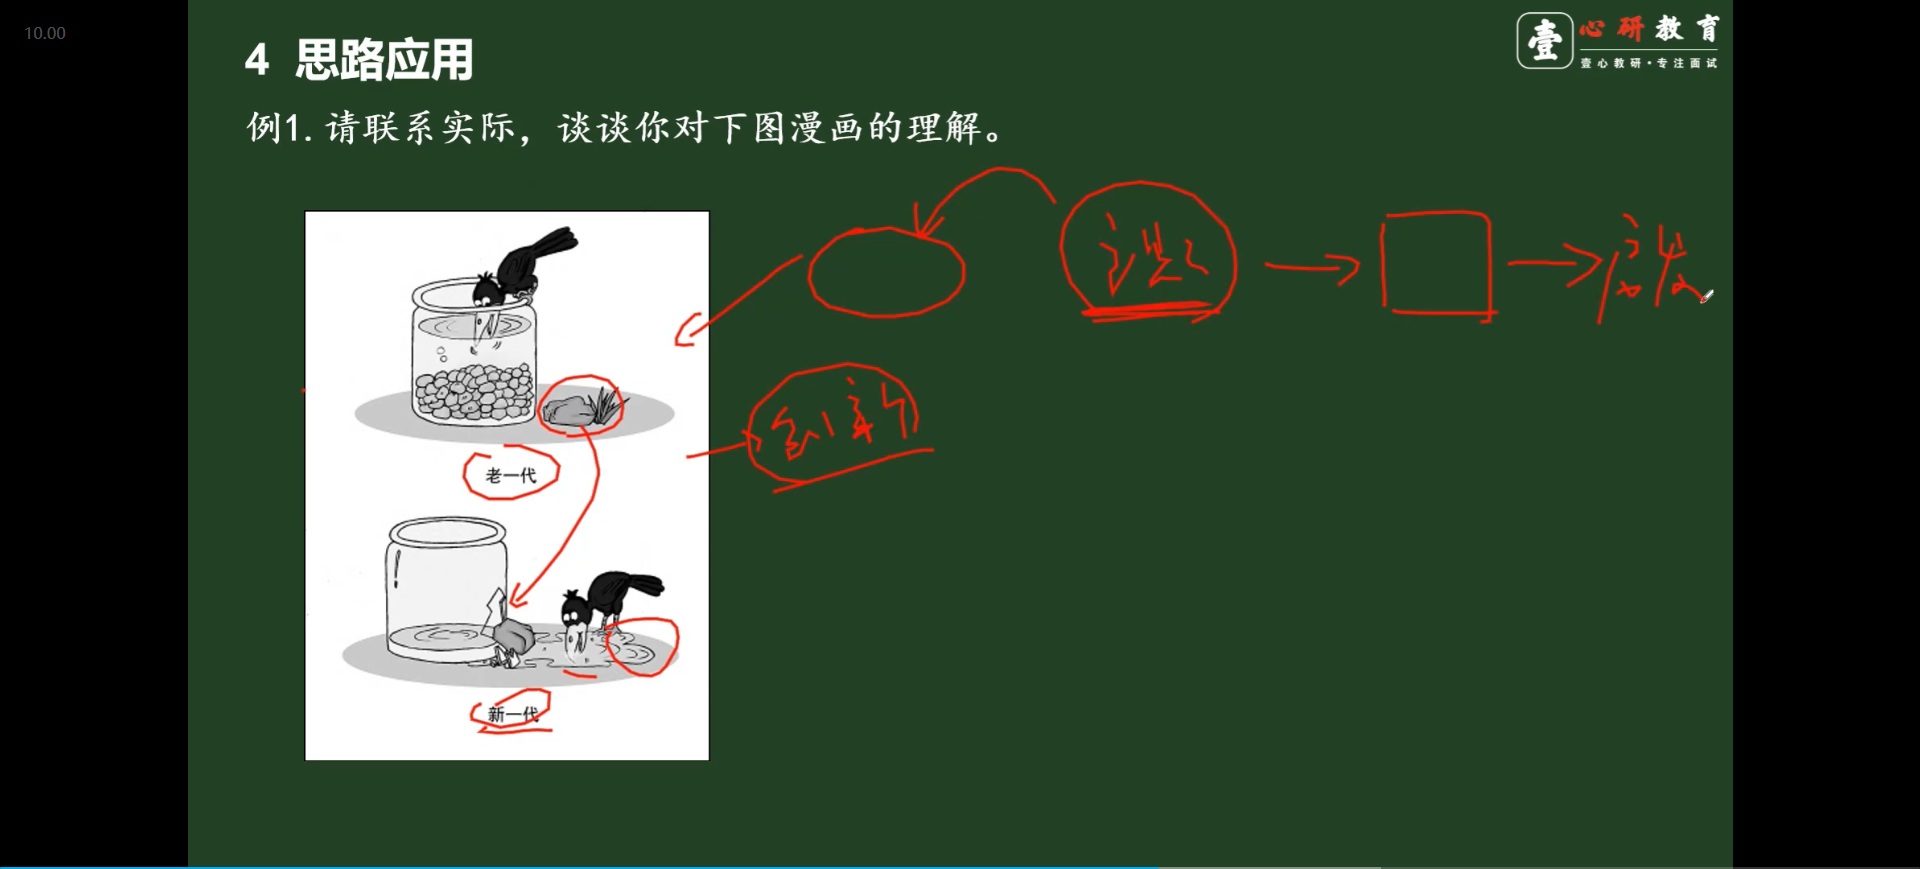 10.00
4 思路应用
壹 心研教育
壹心教研·专注面试
例1.请联系实际，谈谈你对下图漫画的理解。
创新
老一代
新一代